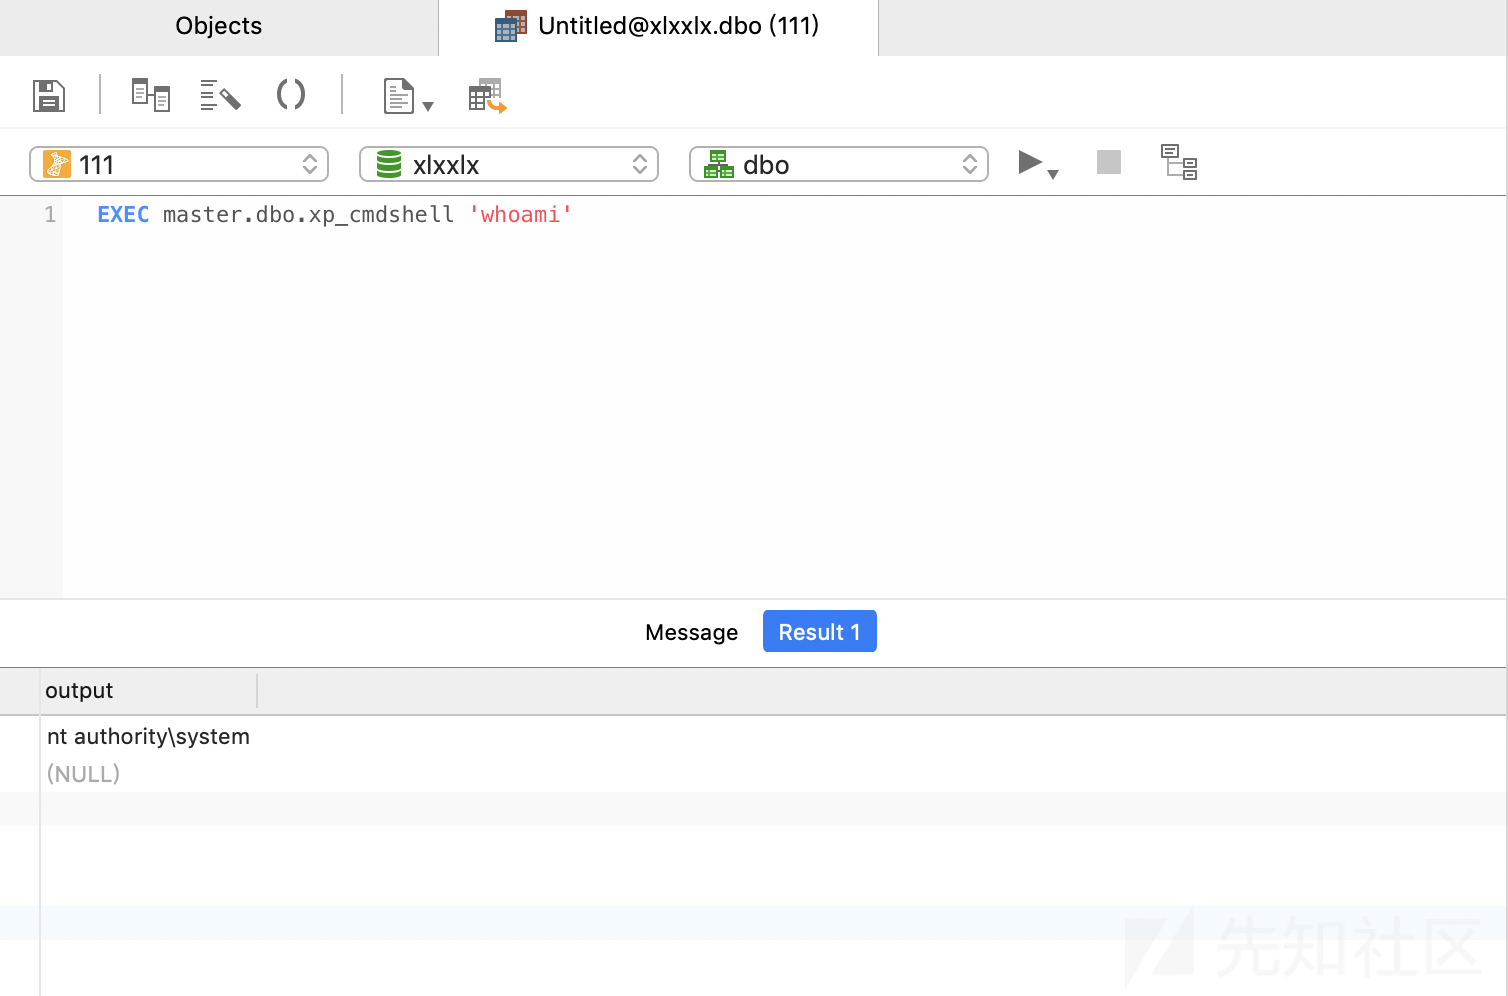 Objects
Untitled@xlxxlx.dbo (111)
111
xlxxlx
dbo
1 EXEC master.dbo.xp_cmdshell 'whoami'
Message
Result 1
output
nt authority\system
(NULL)
先知社区